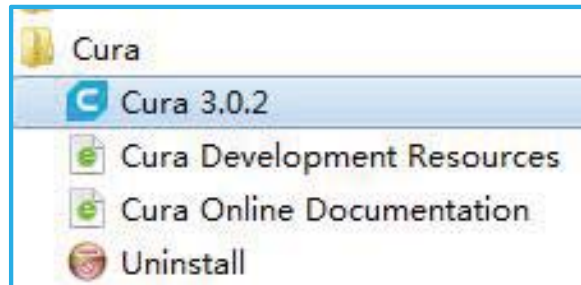 Cura
Cura 3.0.2
Cura Development Resources
Cura Online Documentation
Uninstall